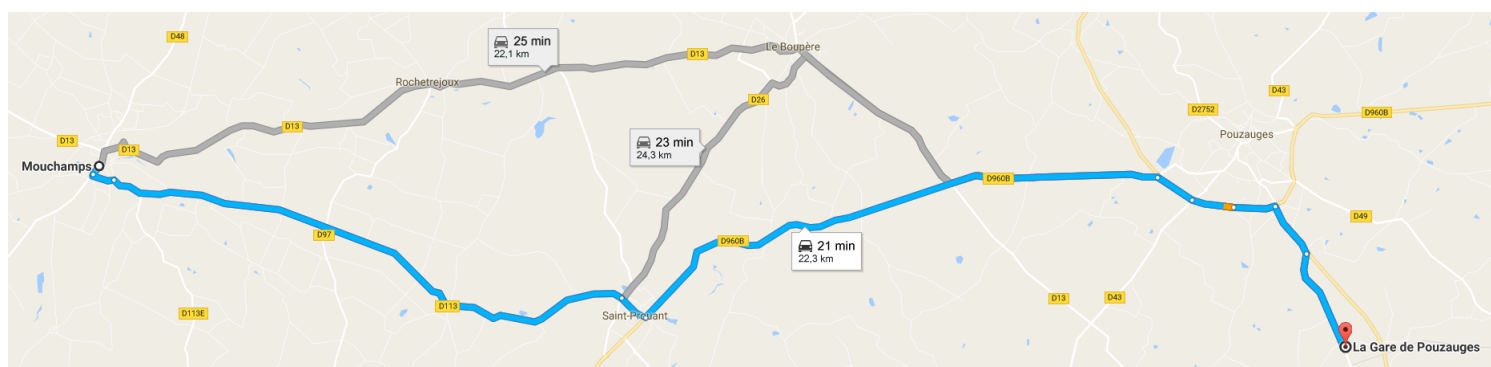 D48
25 min
22,1 km
D13
Le Boupère
Rochetrejoux
D26
D43
D2752
D960B
D13
D13
D13
Pouzauges
23 min
24,3 km
Mouchamps
D960B
D49
D97
D960B
21 min
22,3 km
D113
D13
D43
D113E
Saint-Prouant
La Gare de Pouzauges